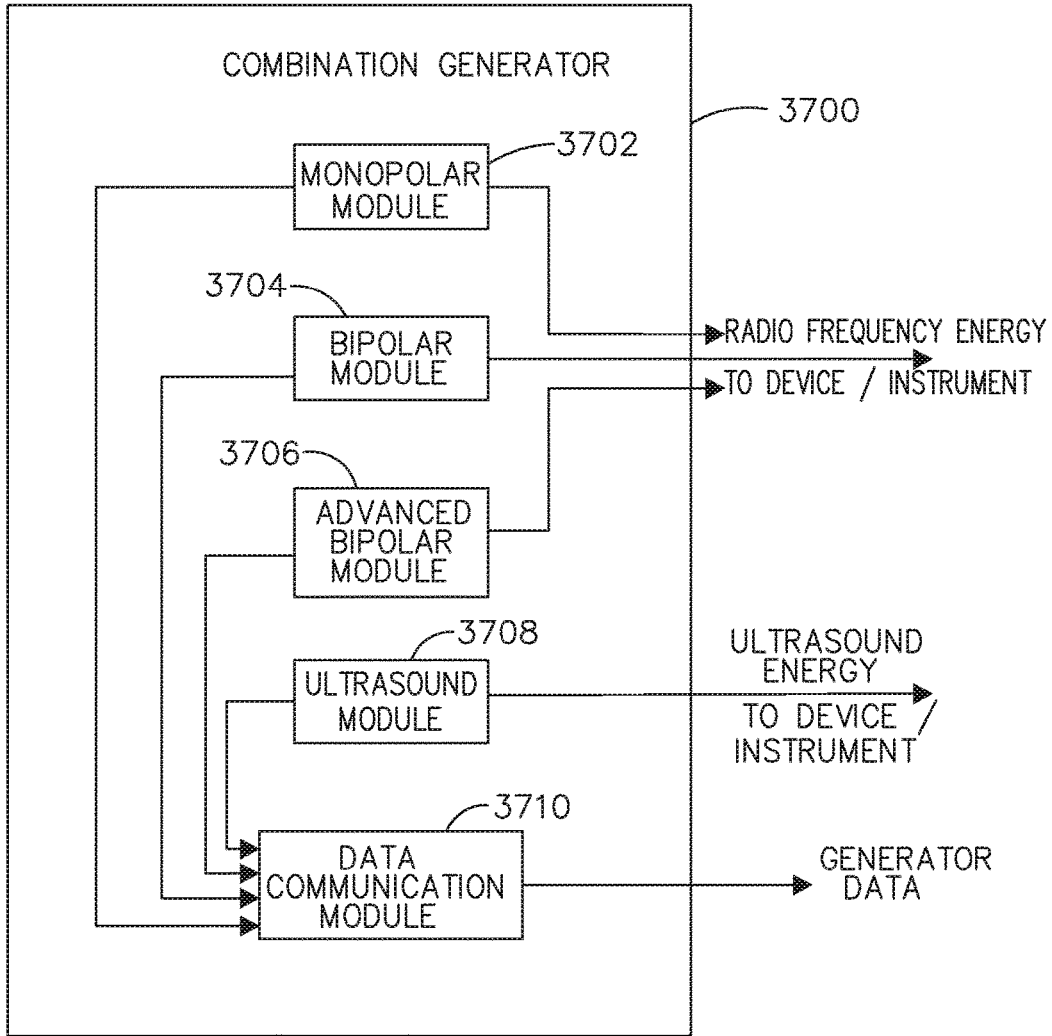 COMBINATION GENERATOR
3700
3702
MONOPOLAR
MODULE
3704
BIPOLAR
MODULE
RADIO FREQUENCY ENERGY
TO DEVICE / INSTRUMENT
3706
ADVANCED
BIPOLAR
MODULE
3708
ULTRASOUND
MODULE
ULTRASOUND
ENERGY
TO DEVICE /
INSTRUMENT
3710
DATA
COMMUNICATION
MODULE
GENERATOR
DATA